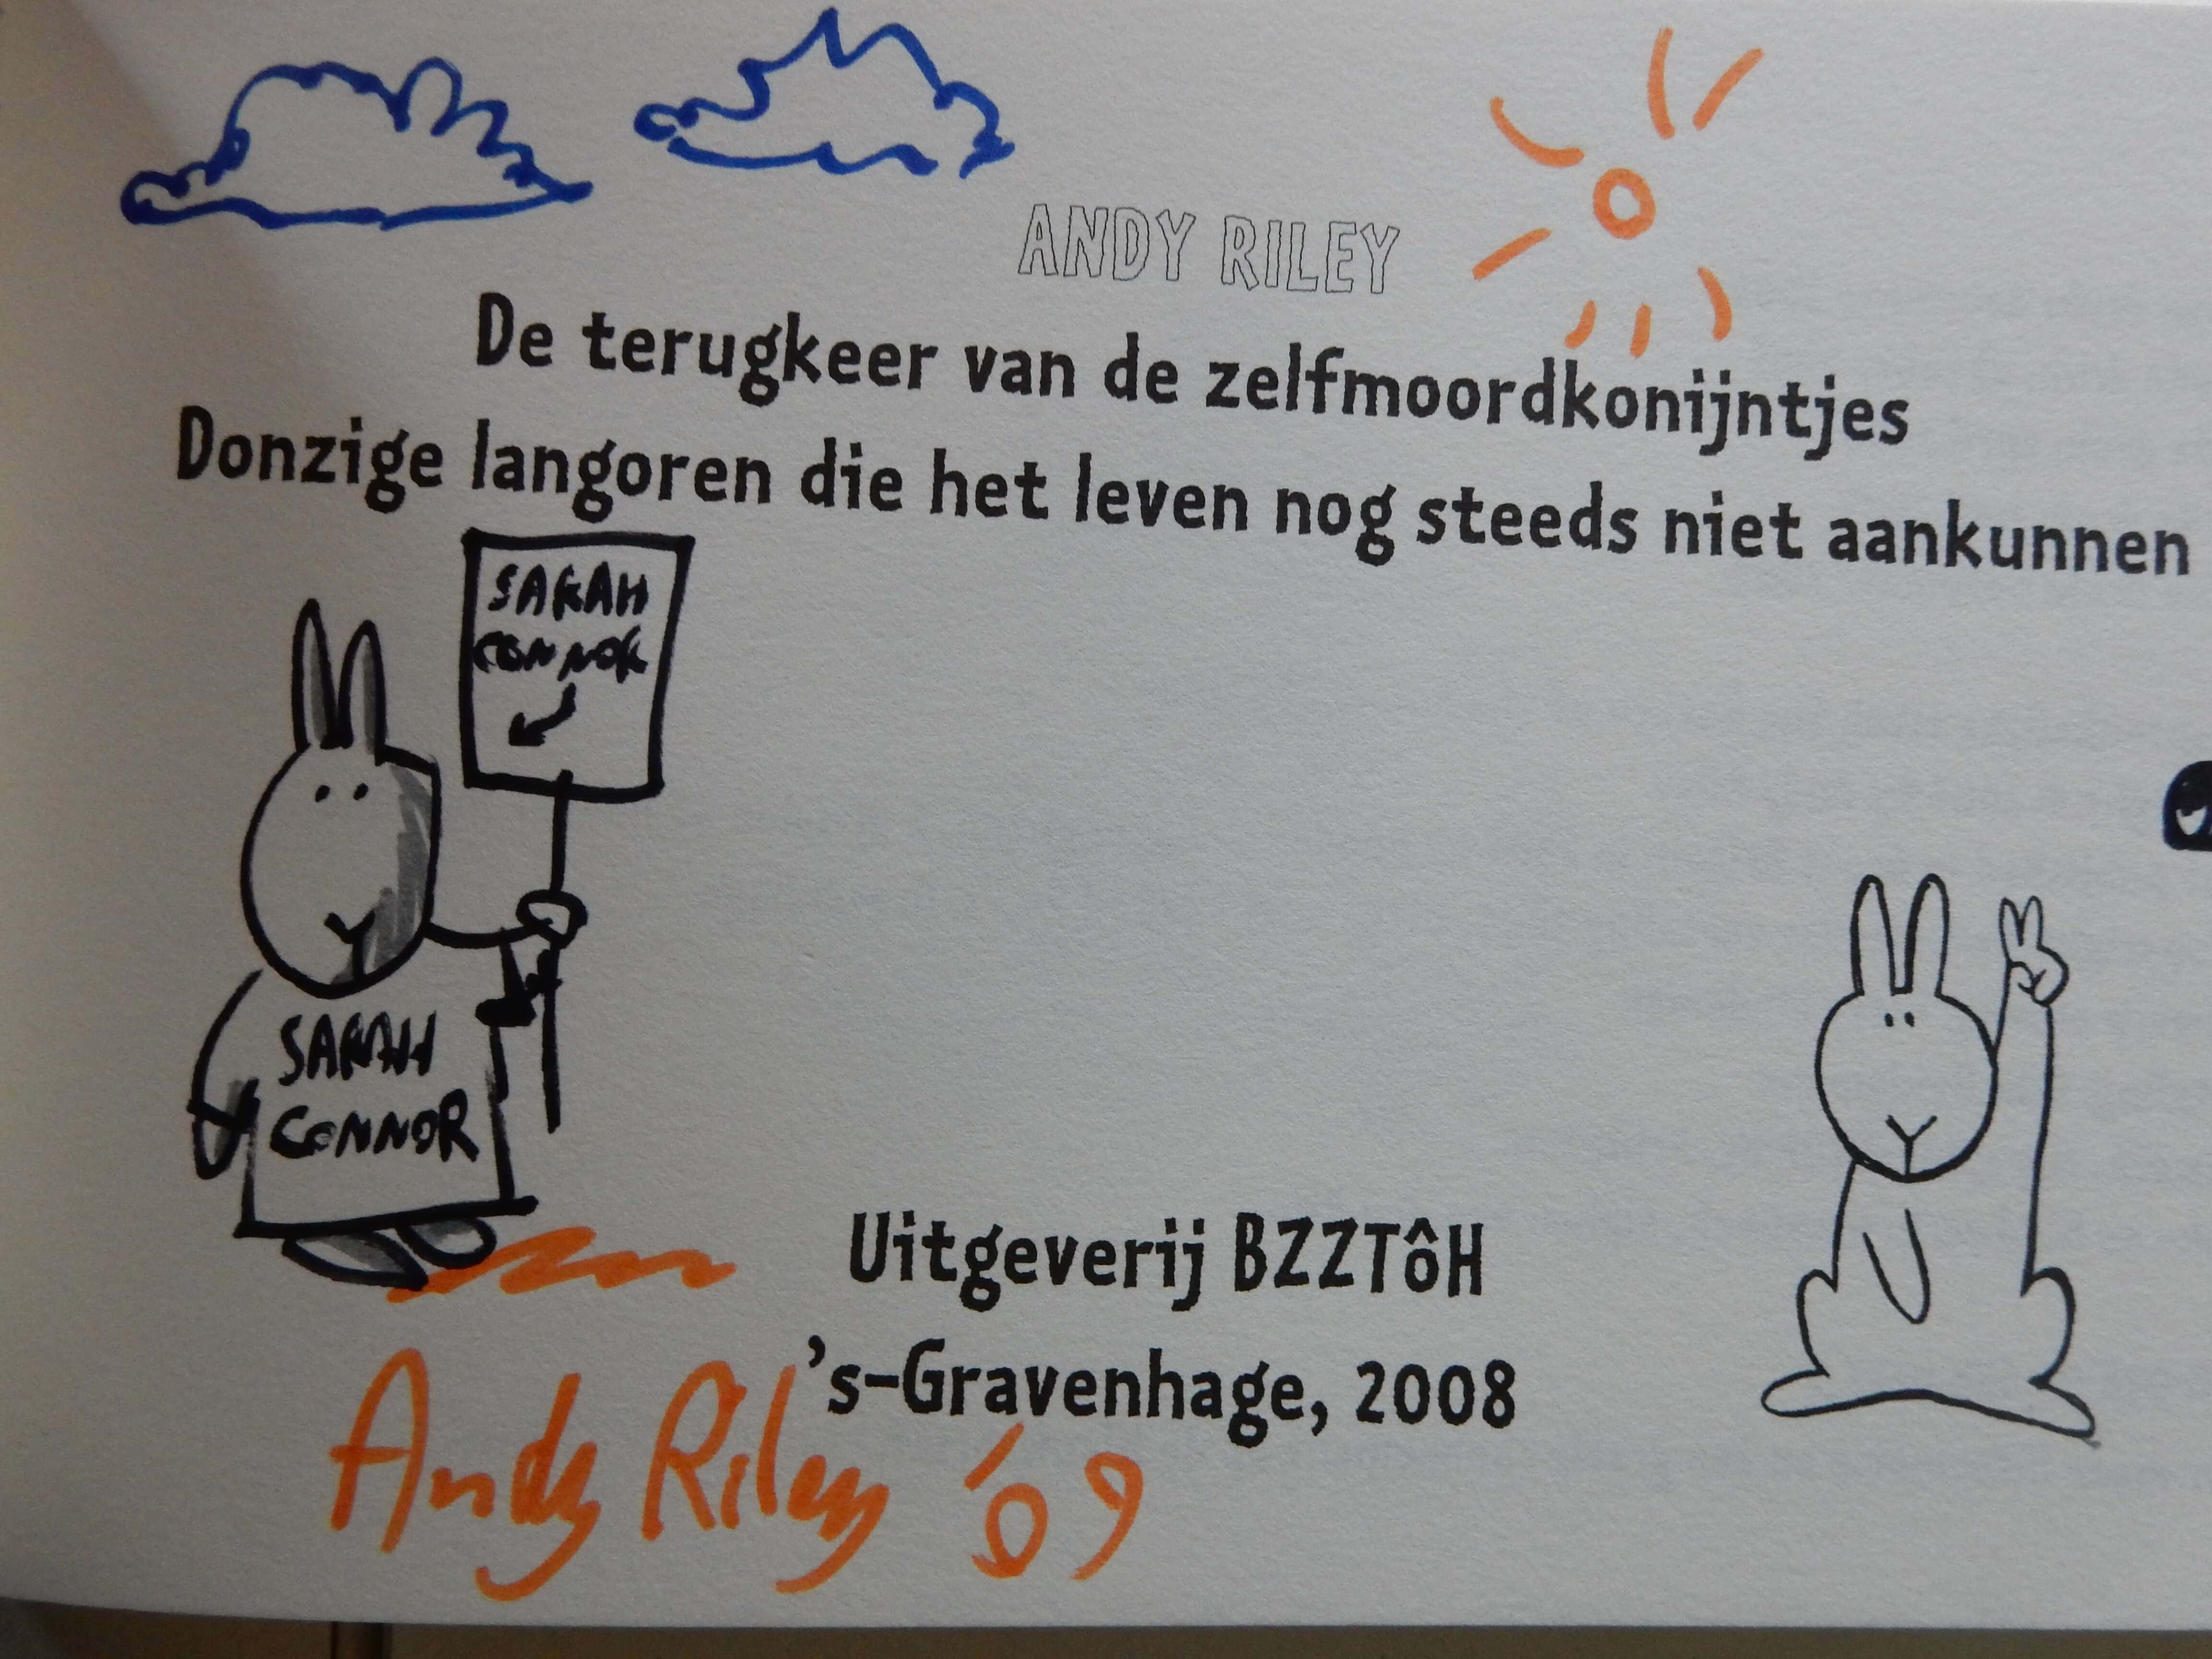 ANDY RILEY
De terugkeer van de zelfmoordkonijntjes
Donzige langoren die het leven nog steeds niet aankunnen
SARAH
CONNOR
SARAH
CONNOR
Uitgeverij BZZTôH
's-Gravenhage, 2008
Andy Riley '09